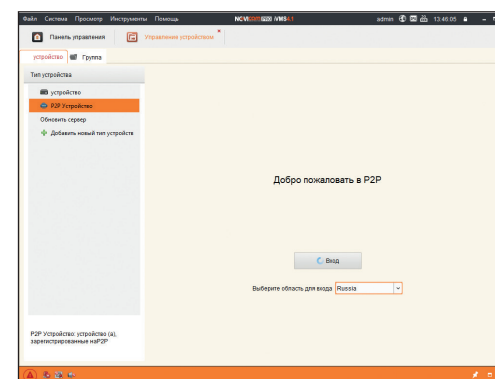 Файл Система Просмотр Инструменты Помощь admin 13:46:05
Панель управления Управление устройством
устройство Группа
Тип устройства
устройство
P2P Устройство
Обновить сервер
Добавить новый тип устройств
Добро пожаловать в P2P
Вход
Выберите область для входа Russia
P2P Устройство: устройство (а),
зарегистрированные наP2P